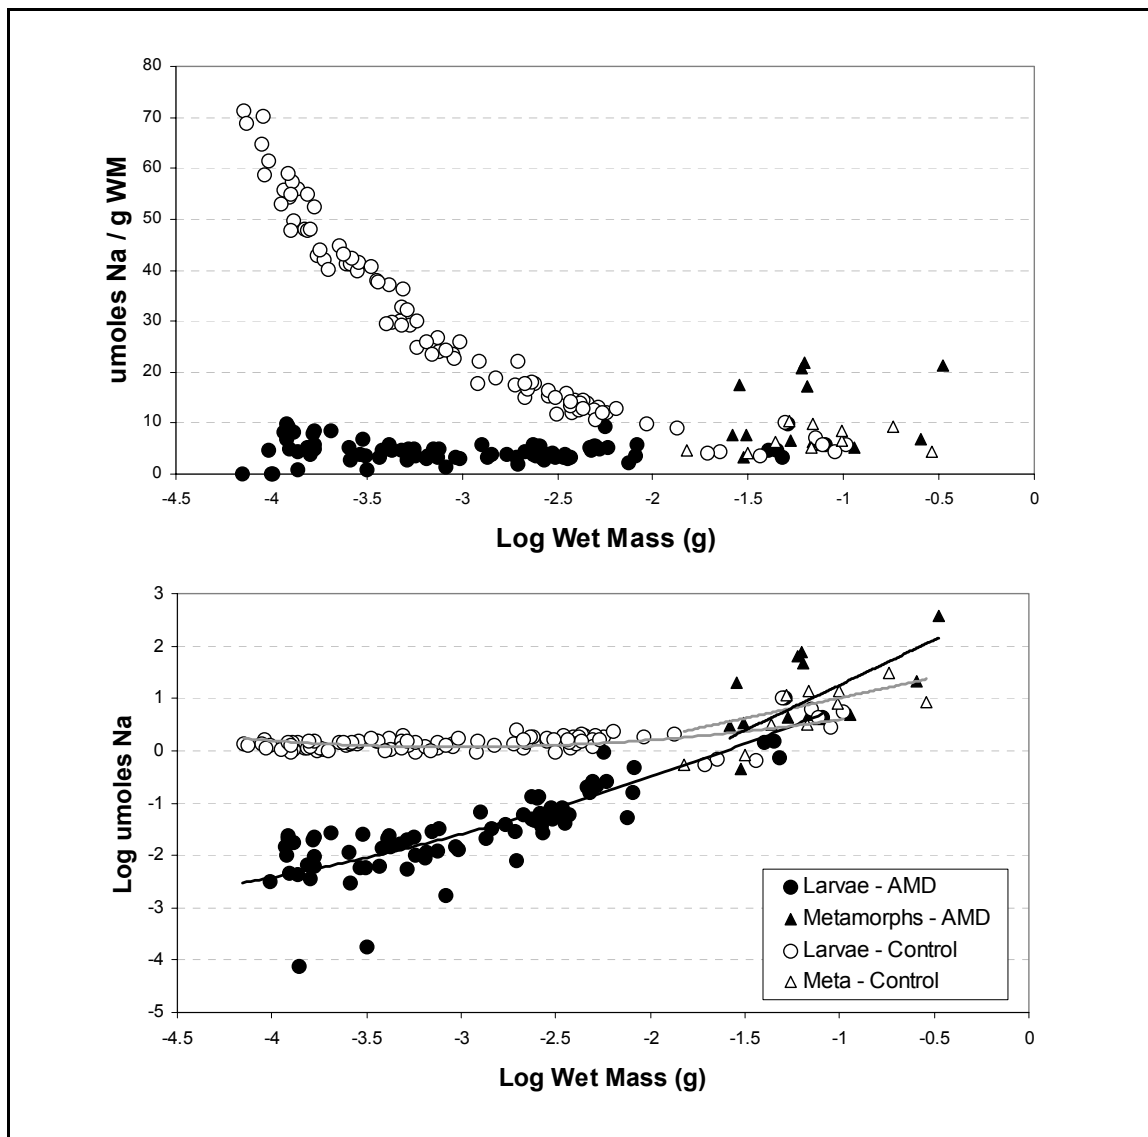 80
70
60
50
40
30
20
10
0
umoles Na / g WM
-4.5 -4 -3.5 -3 -2.5 -2 -1.5 -1 -0.5 0
Log Wet Mass (g)
3
2
1
0
-1
-2
-3
-4
-5
Log umoles Na
Larvae - AMD
Metamorphs - AMD
Larvae - Control
Meta - Control
-4.5 -4 -3.5 -3 -2.5 -2 -1.5 -1 -0.5 0
Log Wet Mass (g)